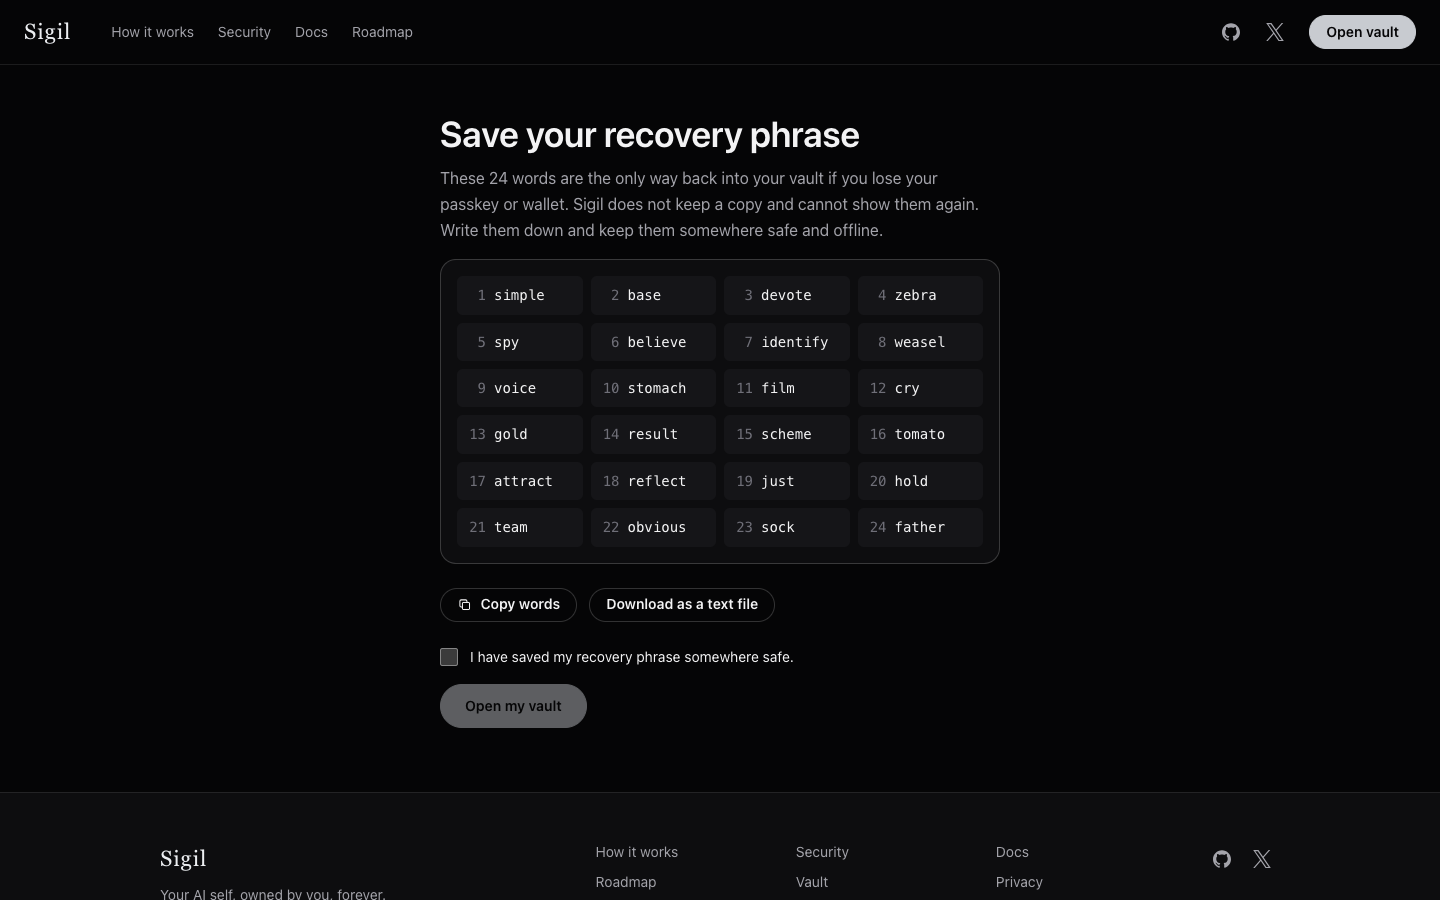 Sigil
How it works
Security
Docs
Roadmap
Open vault
Save your recovery phrase
These 24 words are the only way back into your vault if you lose your
passkey or wallet. Sigil does not keep a copy and cannot show them again.
Write them down and keep them somewhere safe and offline.
1 simple
2 base
3 devote
4 zebra
5 spy
6 believe
7 identify
8 weasel
9 voice
10 stomach
11 film
12 cry
13 gold
14 result
15 scheme
16 tomato
17 attract
18 reflect
19 just
20 hold
21 team
22 obvious
23 sock
24 father
Copy words
Download as a text file
I have saved my recovery phrase somewhere safe.
Open my vault
Sigil
Your AI self, owned by you, forever.
How it works
Security
Docs
Roadmap
Vault
Privacy